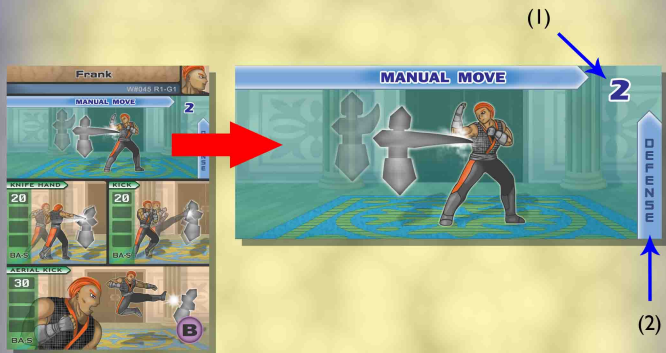 (1)
Frank
W#045 R1-G1
MANUAL MOVE
2
DEFENSE
KNIFE HAND
20
BA-S
KICK
20
BA-S
AERIAL KICK
30
BA-S
B
MANUAL MOVE
2
DEFENSE
(2)